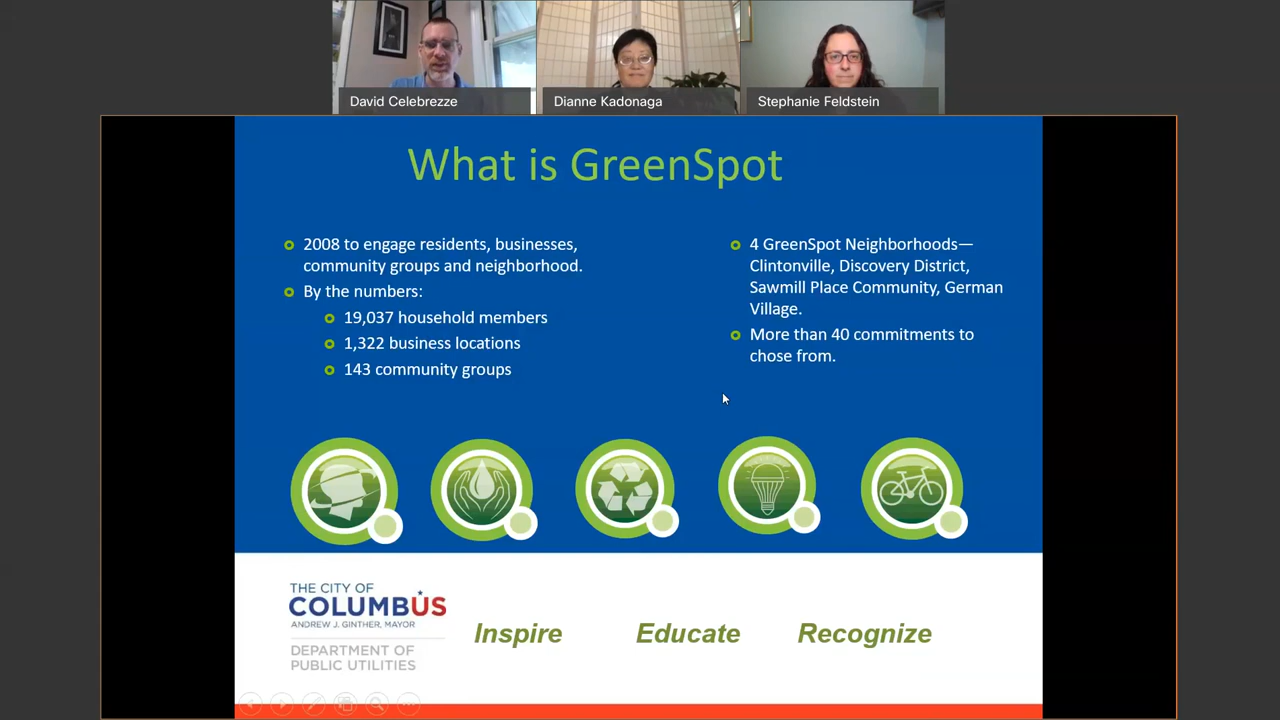 David Celebrezze
Dianne Kadonaga
Stephanie Feldstein
What is GreenSpot
2008 to engage residents, businesses,
community groups and neighborhood.
By the numbers:
19,037 household members
1,322 business locations
143 community groups
4 GreenSpot Neighborhoods—
Clintonville, Discovery District,
Sawmill Place Community, German
Village.
More than 40 commitments to
chose from.
THE CITY OF
COLUMBUS
ANDREW J. GINTHER, MAYOR
DEPARTMENT OF
PUBLIC UTILITIES
Inspire
Educate
Recognize